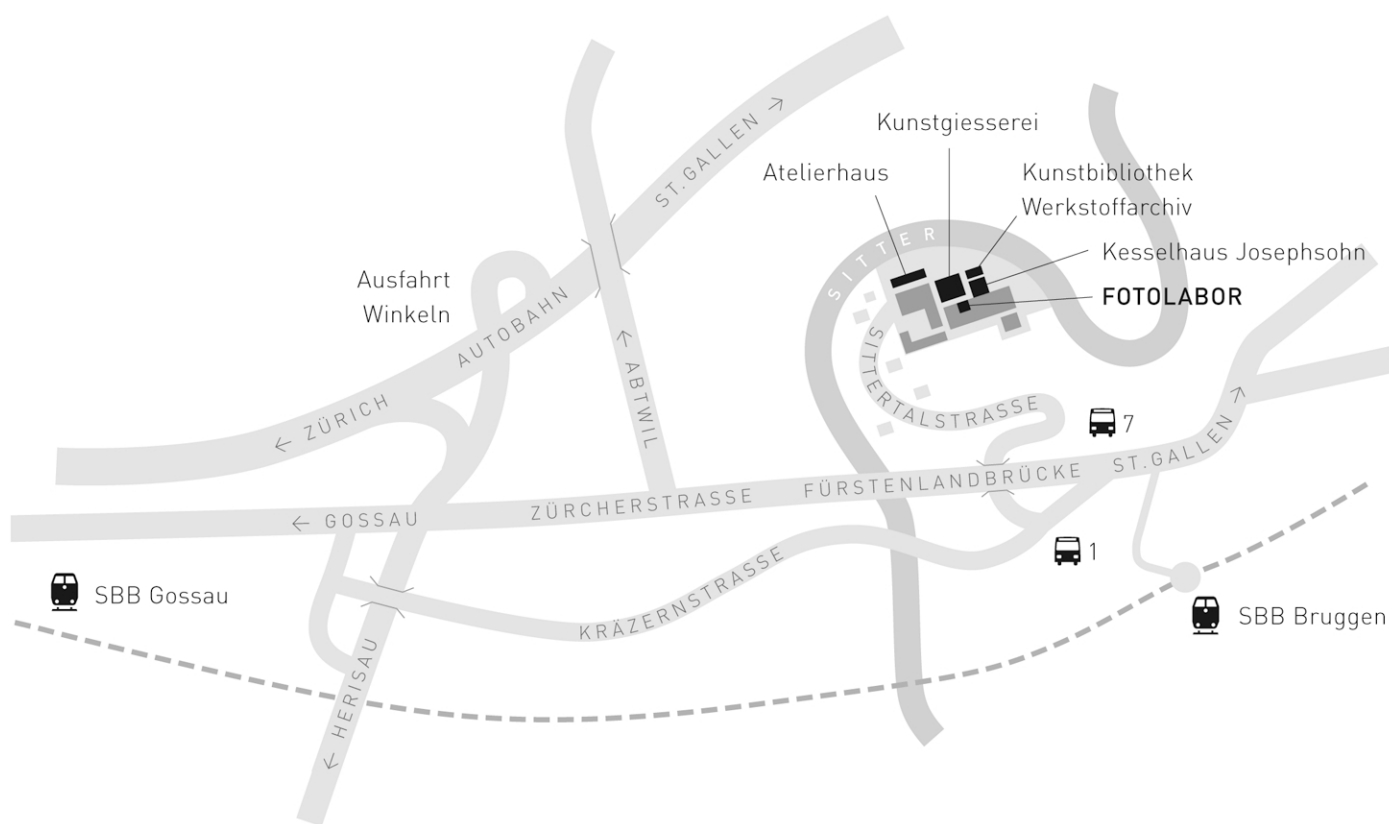 Kunstgiesserei
Atelierhaus
Kunstbibliothek
Werkstoffarchiv
Kesselhaus Josephsohn
FOTOLABOR
ST. GALLEN →
SITTER
Ausfahrt
Winkeln
AUTOBAHN
← ABTWIL
← ZÜRICH
SITTERTALSTRASSE
7
ST. GALLEN →
FÜRSTENLANDBRÜCKE
ZÜRCHERSTRASSE
← GOSSAU
1
KRÄZERNSTRASSE
SBB Gossau
SBB Bruggen
← HERISAU